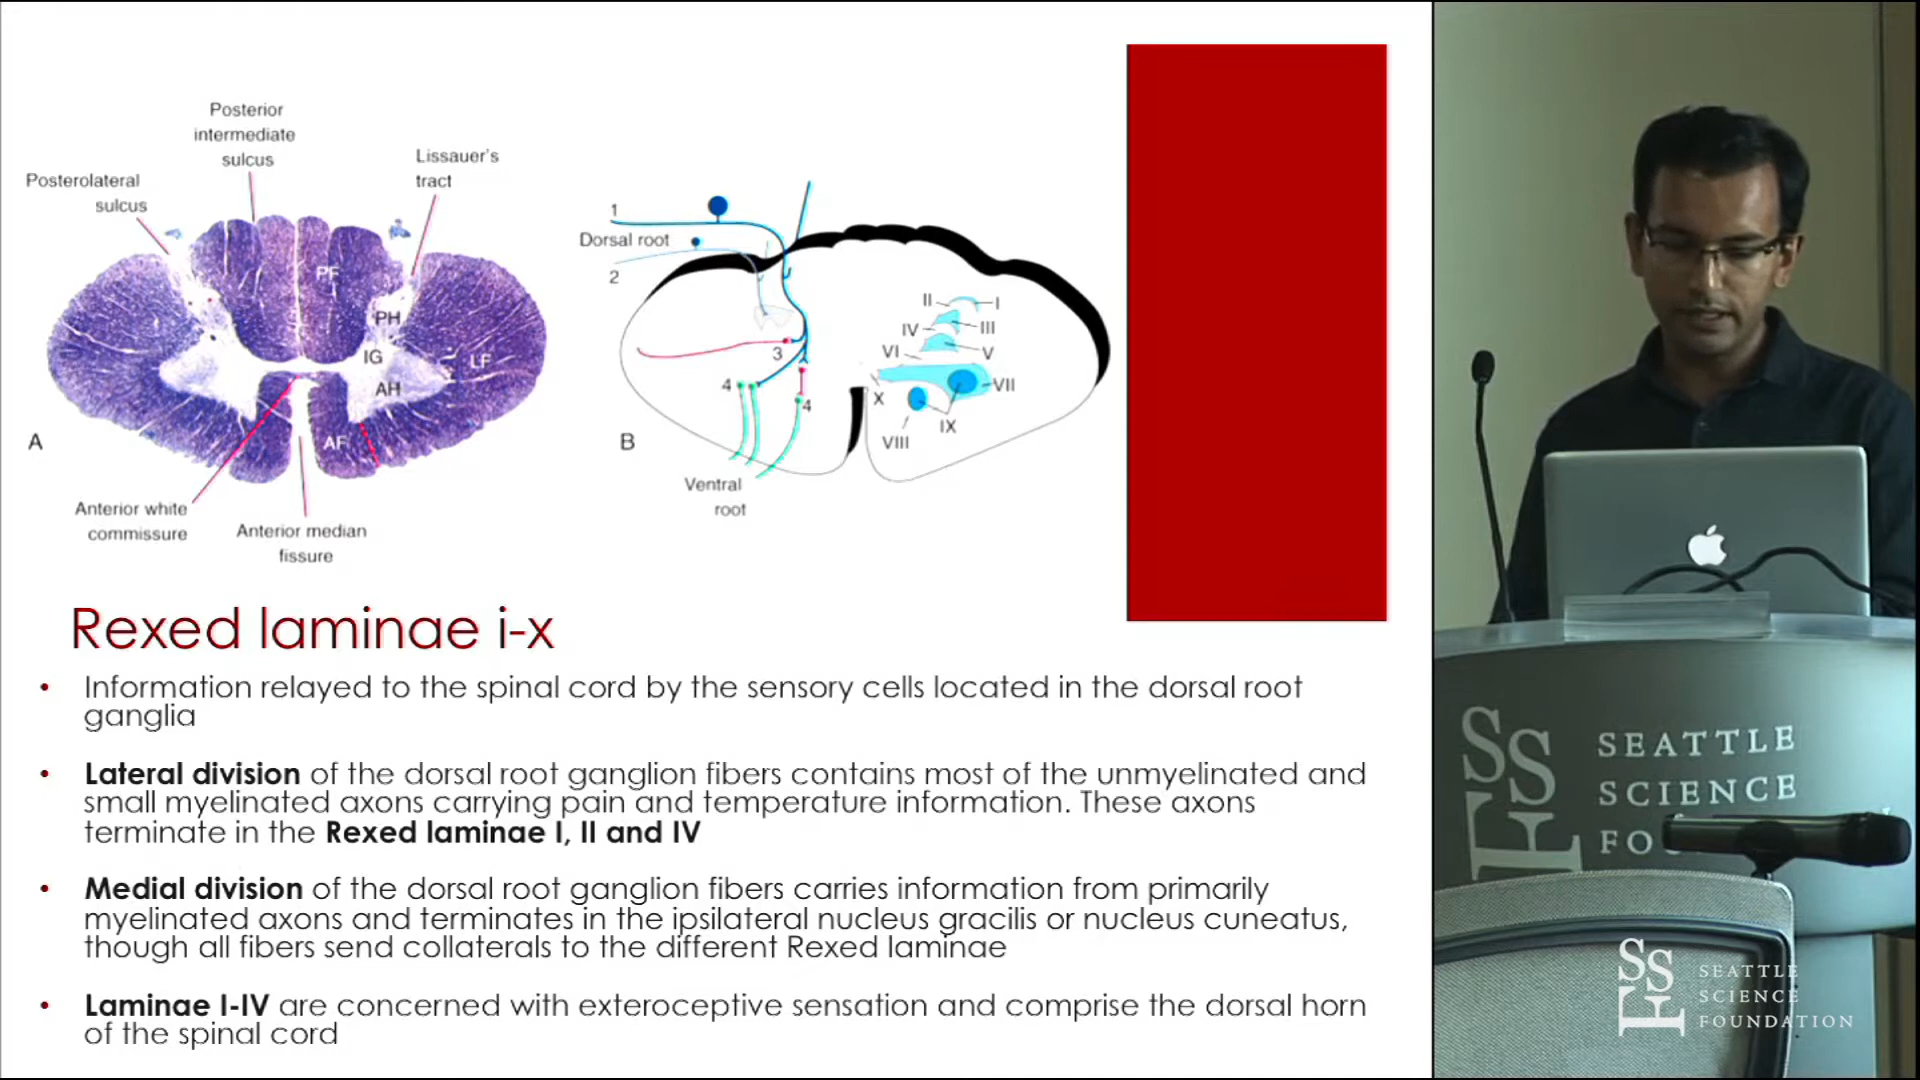 Posterior
intermediate
sulcus
Posterolateral
sulcus
Lissauer's
tract
PF
PH
IG
LF
AH
AF
A
Anterior white
commissure
Anterior median
fissure
1
Dorsal root
2
3
4
4
B
Ventral
root
II
I
IV
III
VI
V
VII
X
IX
VIII
Rexed laminae i-x
• Information relayed to the spinal cord by the sensory cells located in the dorsal root
ganglia
• Lateral division of the dorsal root ganglion fibers contains most of the unmyelinated and
small myelinated axons carrying pain and temperature information. These axons
terminate in the Rexed laminae I, II and IV
• Medial division of the dorsal root ganglion fibers carries information from primarily
myelinated axons and terminates in the ipsilateral nucleus gracilis or nucleus cuneatus,
though all fibers send collaterals to the different Rexed laminae
• Laminae I-IV are concerned with exteroceptive sensation and comprise the dorsal horn
of the spinal cord
SEATTLE
SCIENCE
SSF
SEATTLE
SCIENCE
FOUNDATION